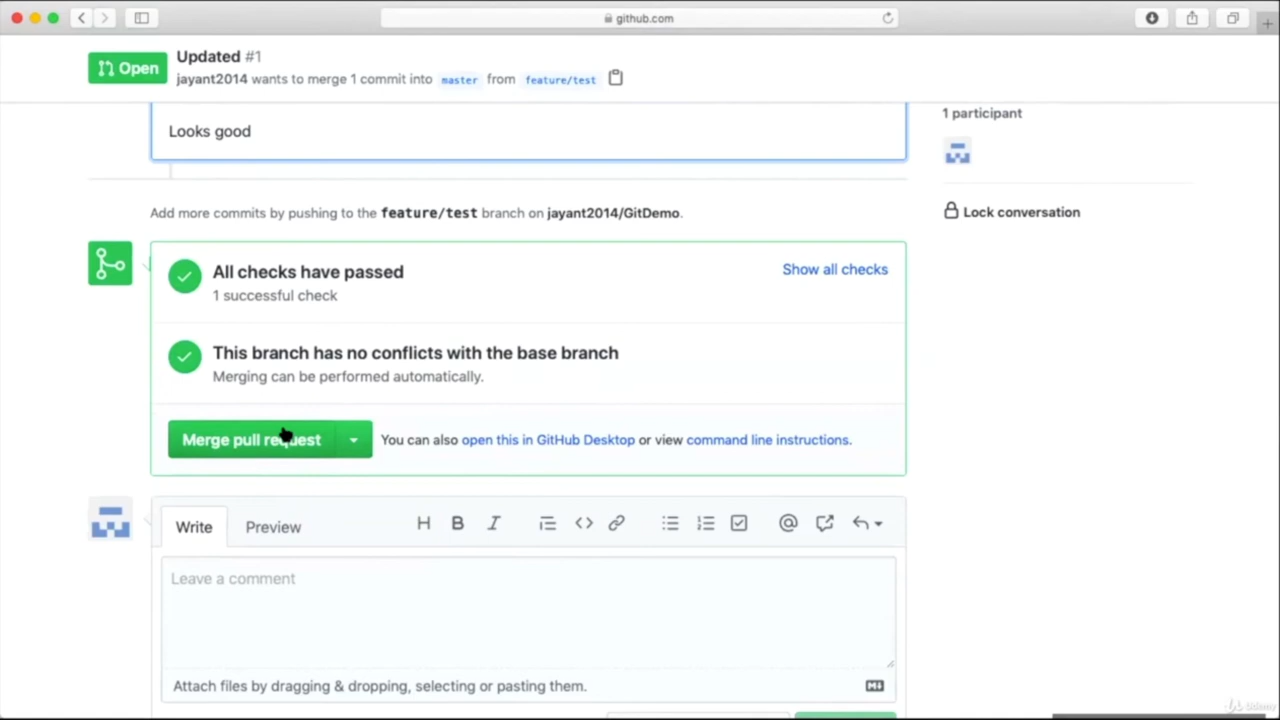 github.com
Open
Updated #1
jayant2014 wants to merge 1 commit into master from feature/test
Looks good
1 participant
Lock conversation
Add more commits by pushing to the feature/test branch on jayant2014/GitDemo.
All checks have passed
Show all checks
1 successful check
This branch has no conflicts with the base branch
Merging can be performed automatically.
Merge pull request
You can also open this in GitHub Desktop or view command line instructions.
Write
Preview
H B I
Leave a comment
Attach files by dragging & dropping, selecting or pasting them.
Udemy